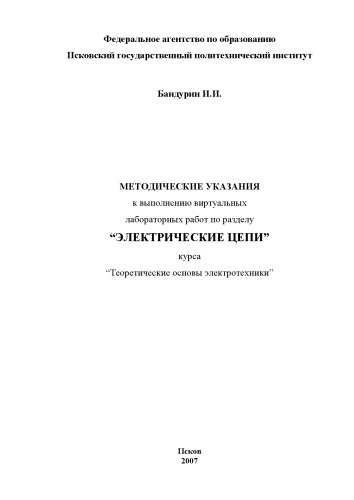 Федеральное агентство по образованию
Псковский государственный политехнический институт
Бандурин И.И.
МЕТОДИЧЕСКИЕ УКАЗАНИЯ
к выполнению виртуальных
лабораторных работ по разделу
“ЭЛЕКТРИЧЕСКИЕ ЦЕПИ”
курса
“Теоретические основы электротехники”
Псков
2007